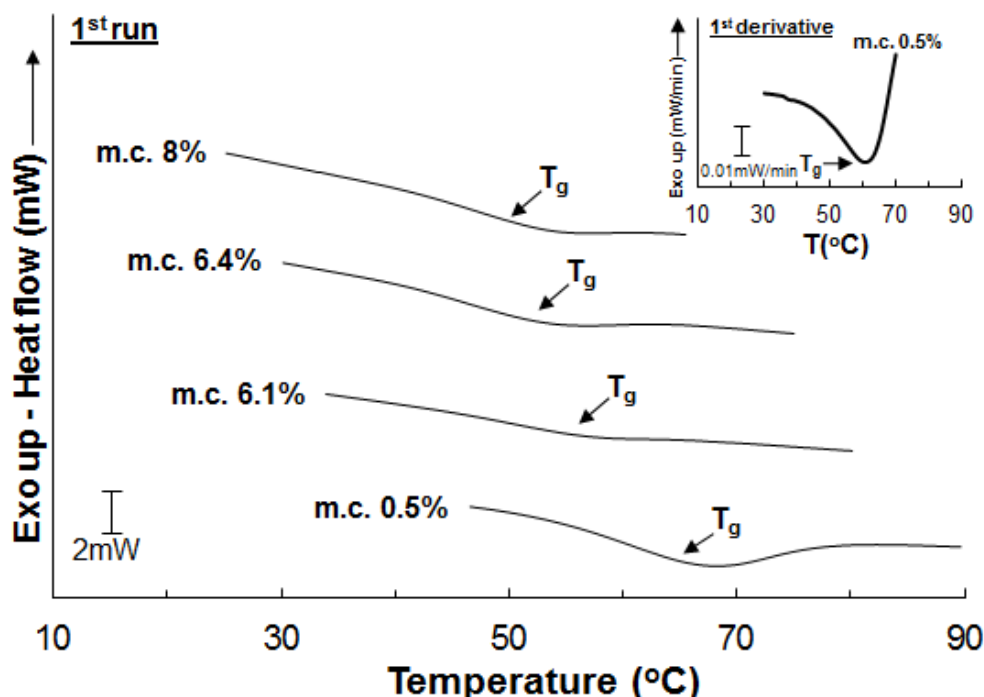 1st run
Exo up - Heat flow (mW)
m.c. 8%
Tg
m.c. 6.4%
Tg
m.c. 6.1%
Tg
m.c. 0.5%
Tg
2mW
10 30 50 70 90
Temperature (oC)
1st derivative
m.c. 0.5%
Exo up (mW/min)
0.01mW/min Tg
10 30 50 70 90
T(oC)